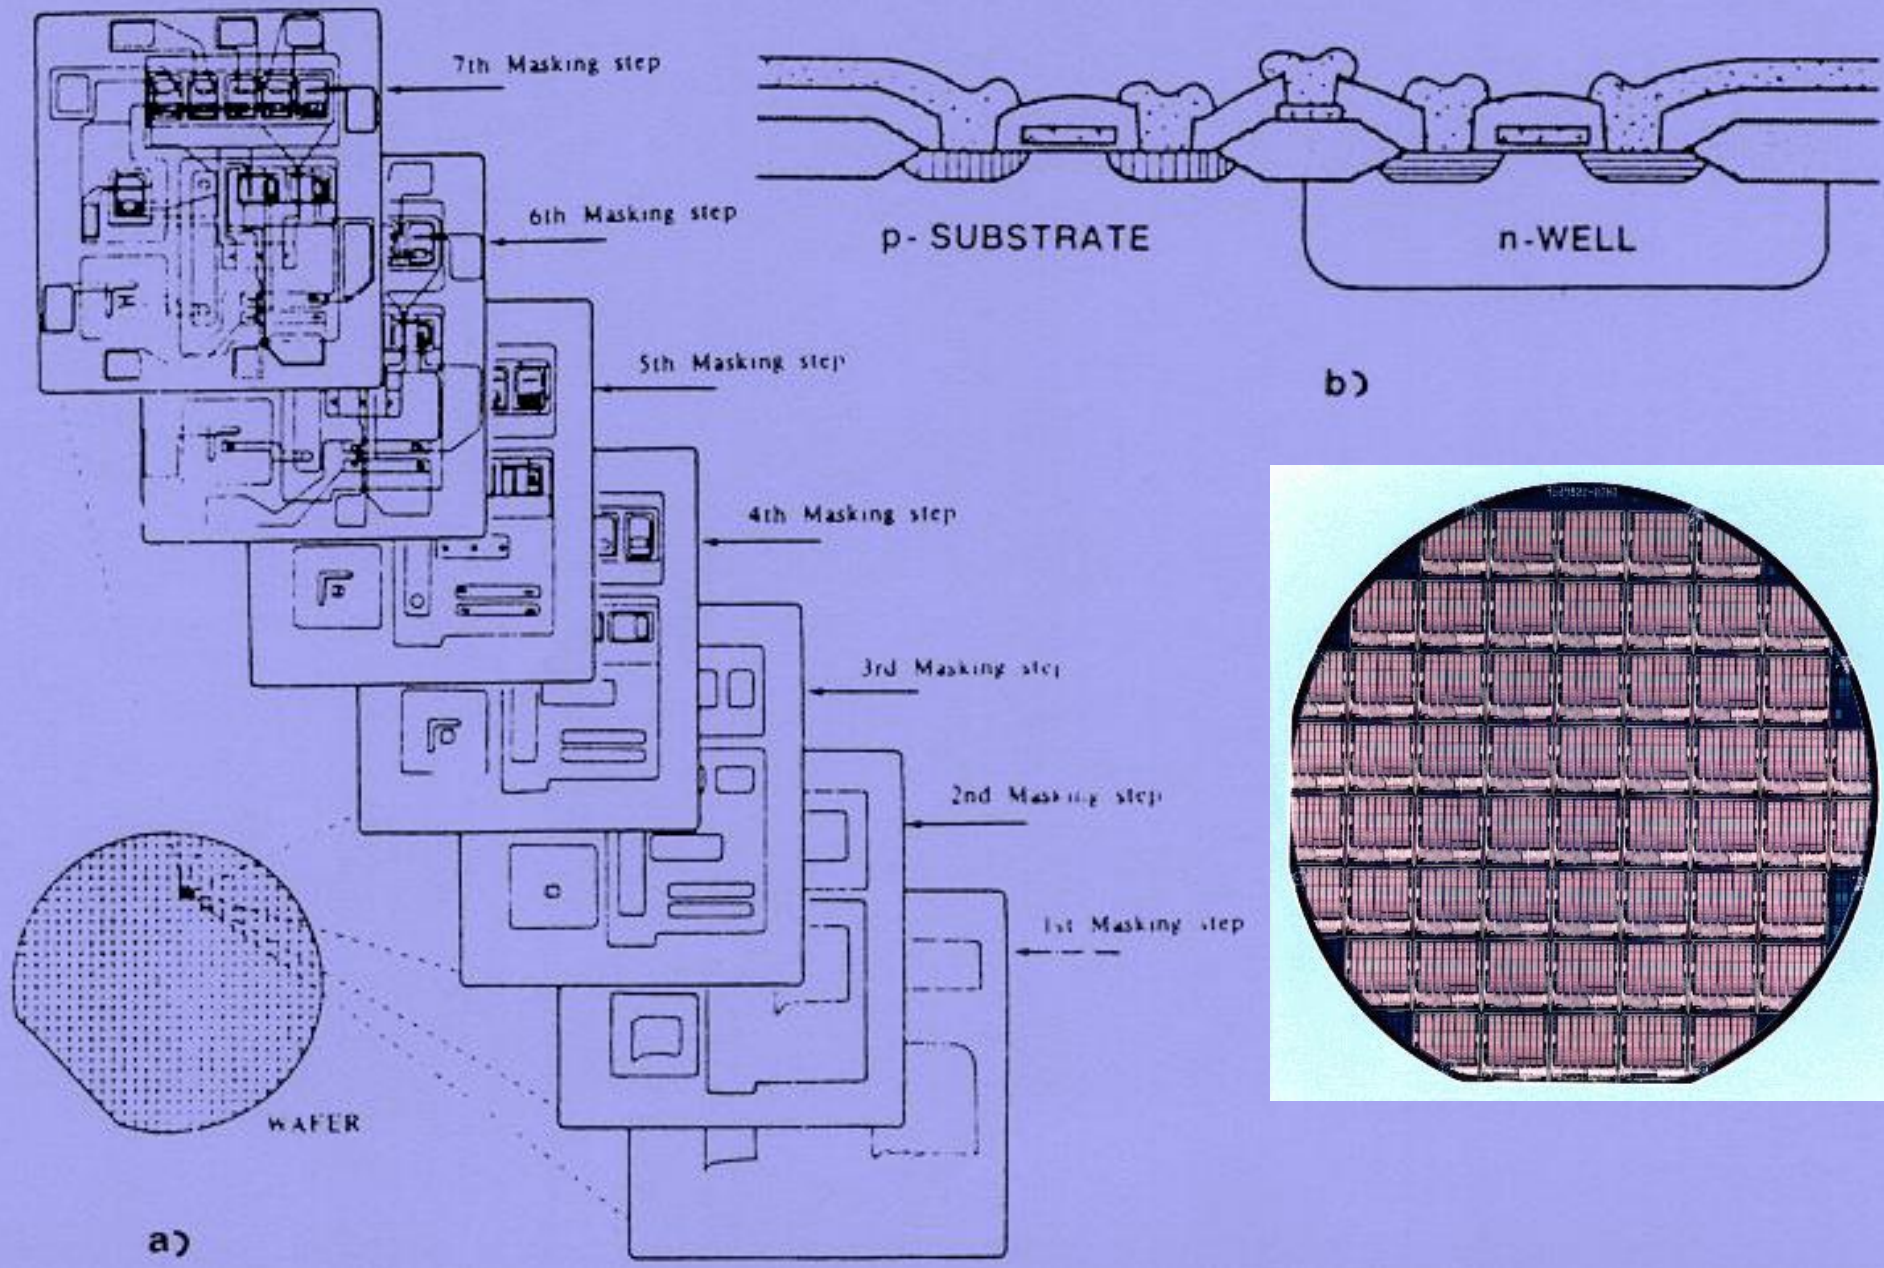 7th Masking step
6th Masking step
5th Masking step
4th Masking step
3rd Masking step
2nd Masking step
1st Masking step
WAFER
a)
p- SUBSTRATE
n-WELL
b)